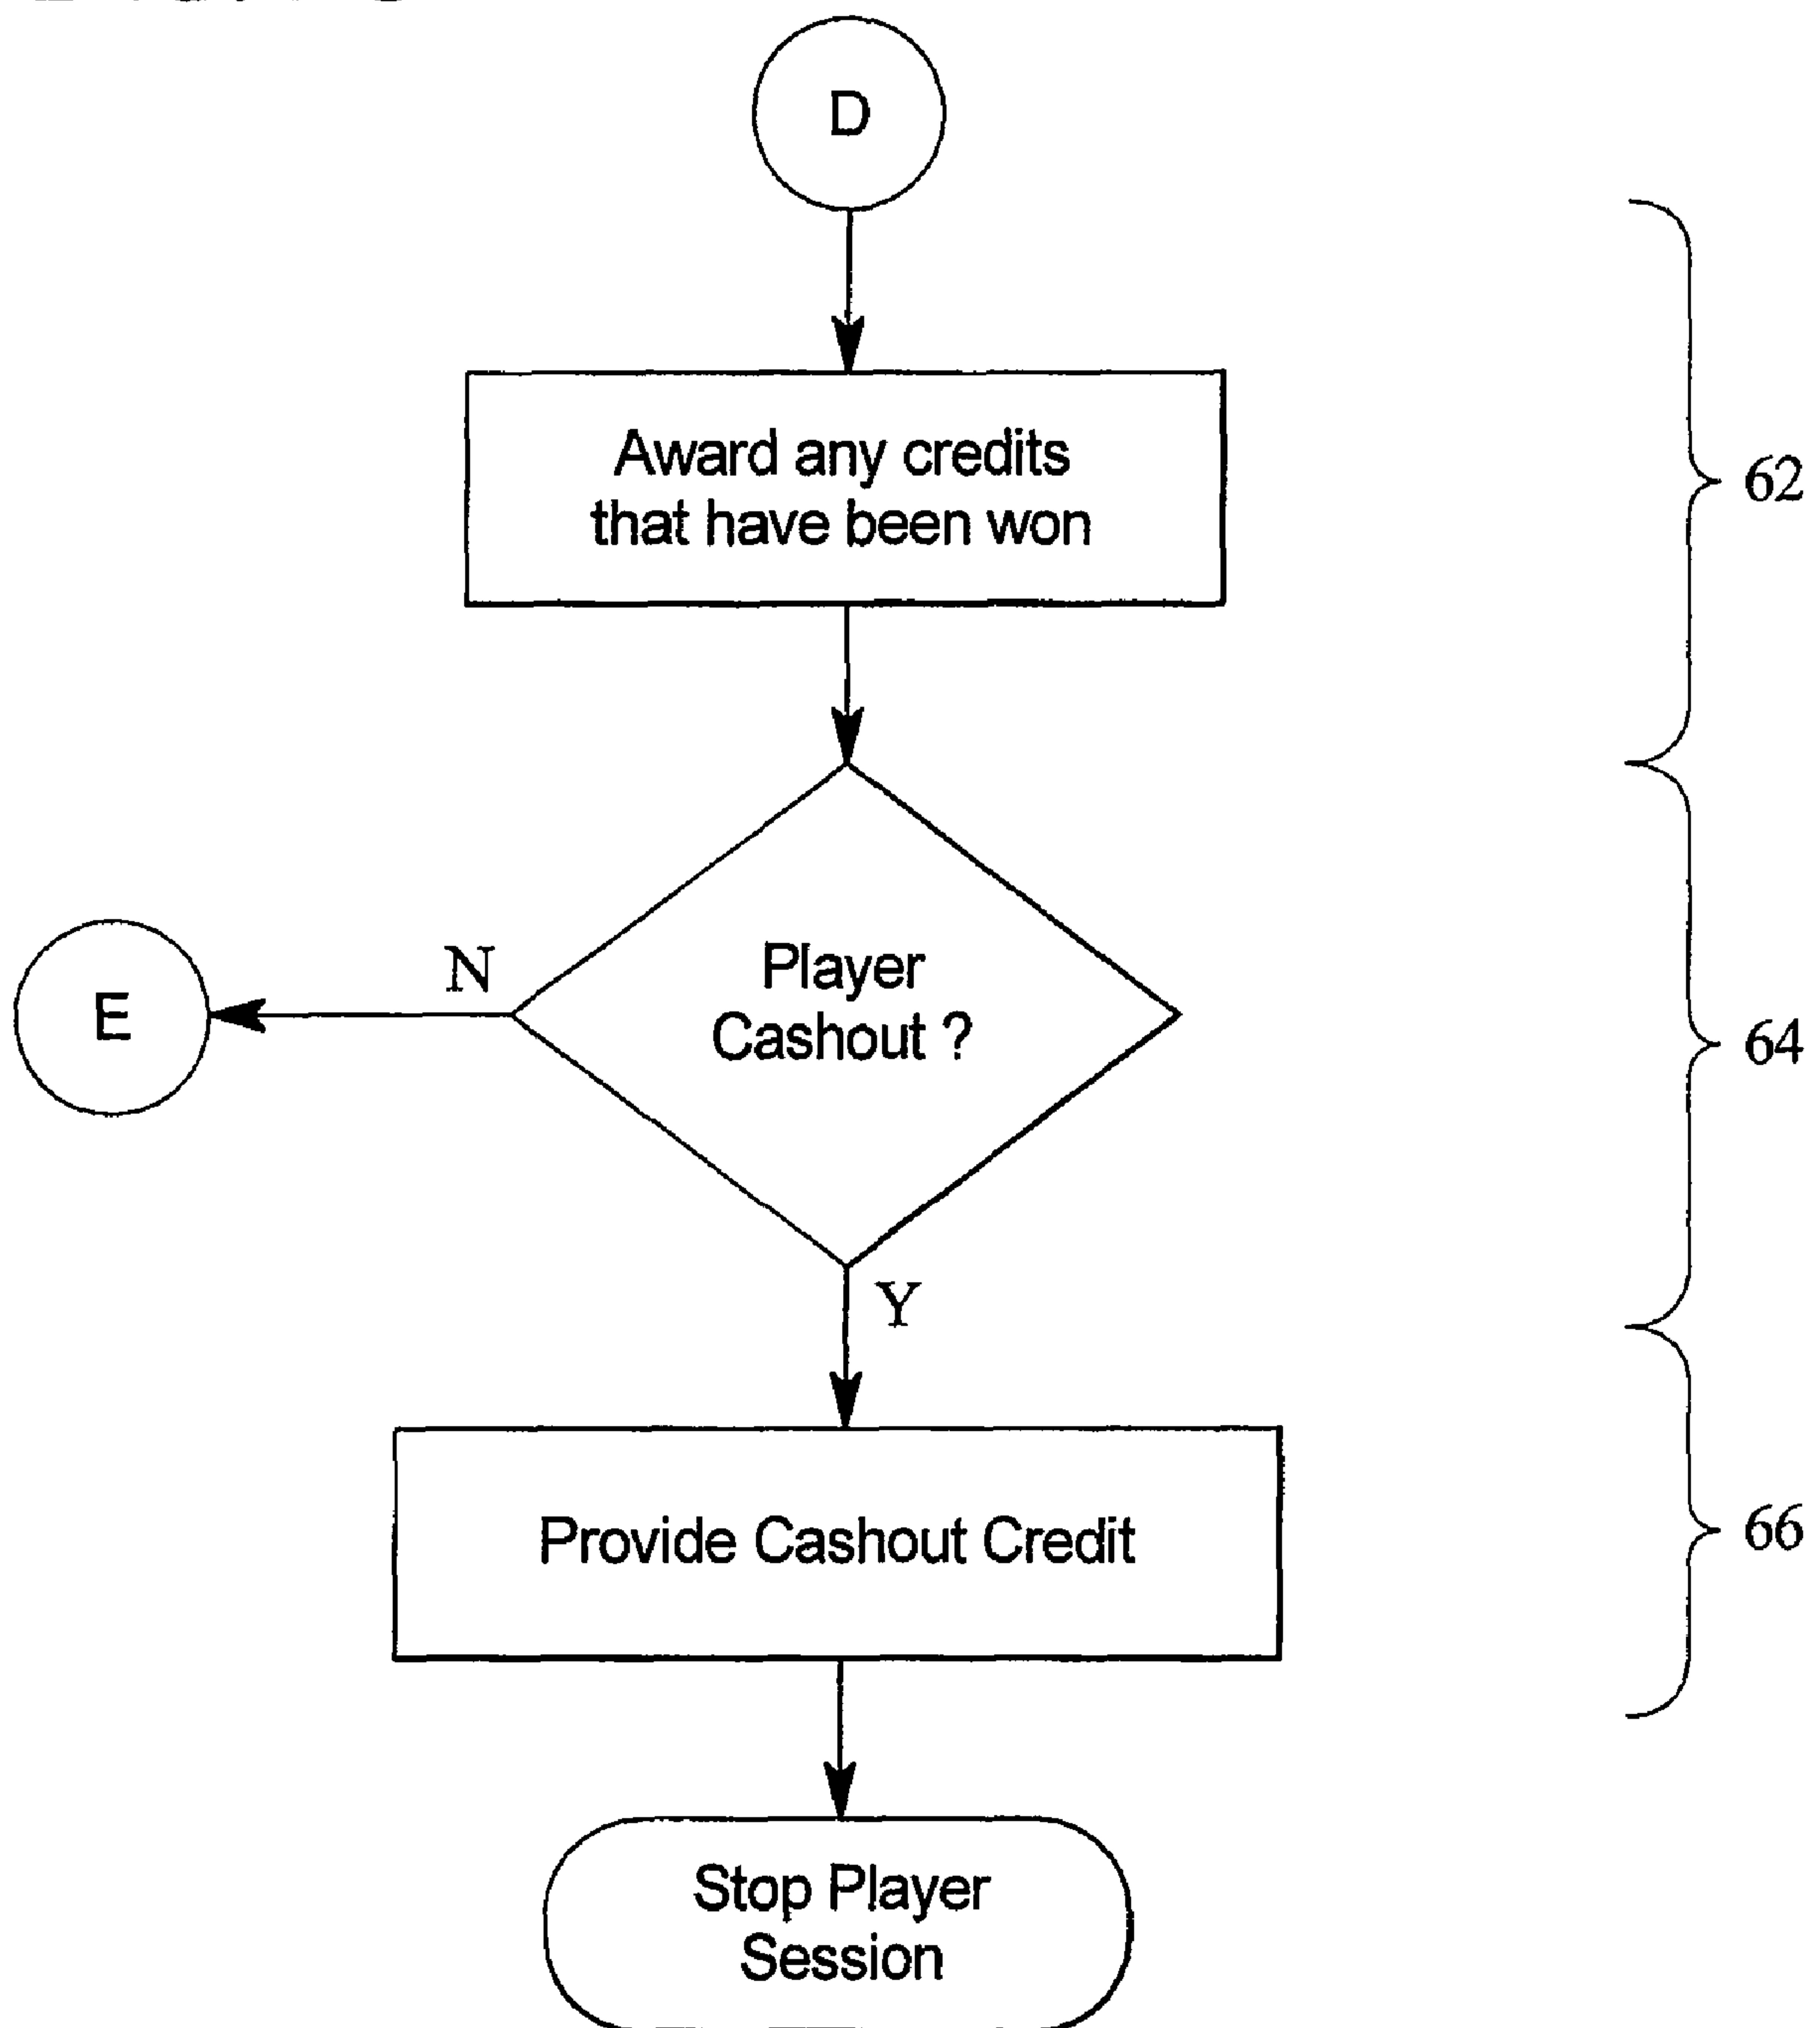 D
Award any credits
that have been won
62
Player
Cashout ?
N
E
64
Y
Provide Cashout Credit
66
Stop Player
Session